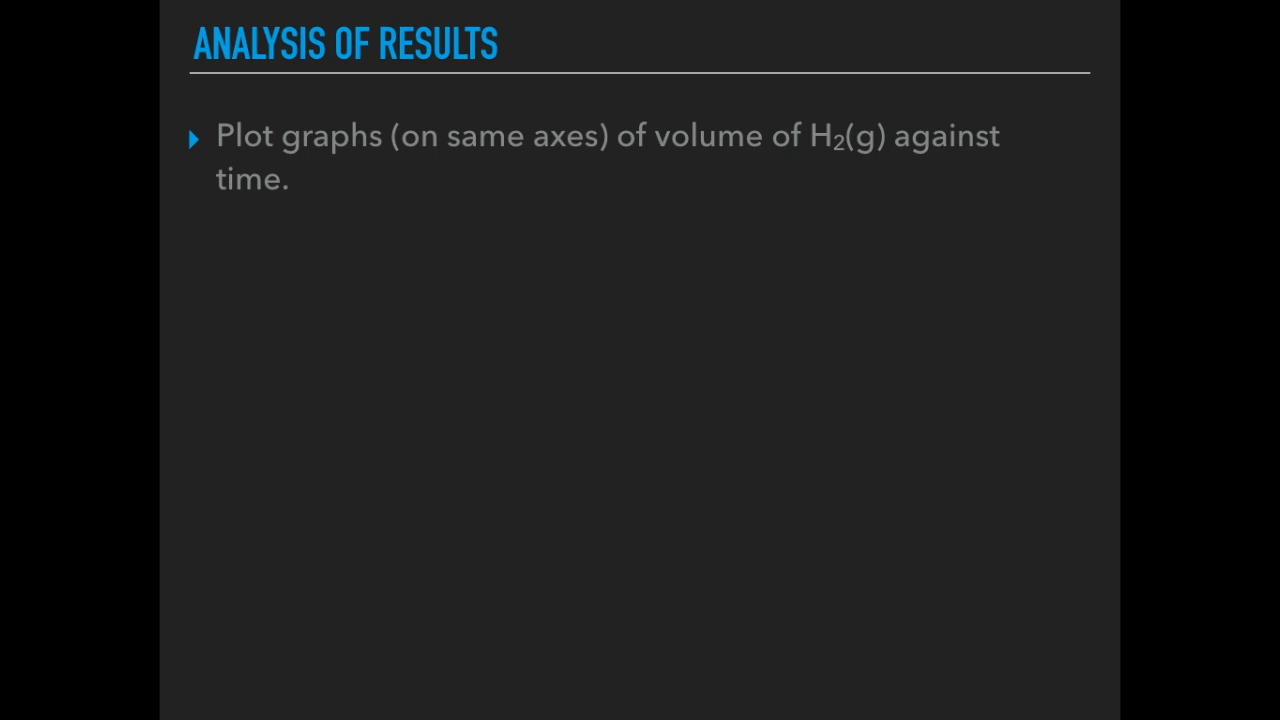 ANALYSIS OF RESULTS
Plot graphs (on same axes) of volume of H₂(g) against
time.